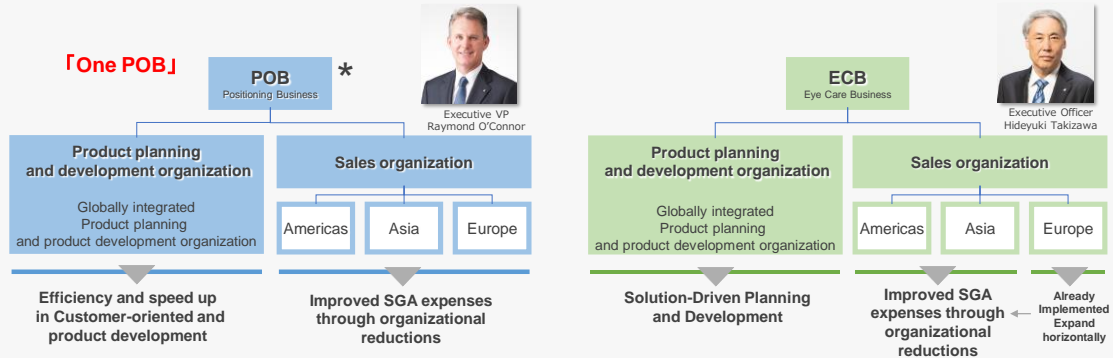 「One POB」
POB
Positioning Business
*
Executive VP
Raymond O’Connor
Product planning
and development organization
Globally integrated
Product planning
and product development organization
Sales organization
Americas
Asia
Europe
Efficiency and speed up
in Customer-oriented and
product development
Improved SGA expenses
through organizational
reductions
ECB
Eye Care Business
Executive Officer
Hideyuki Takizawa
Product planning
and development organization
Globally integrated
Product planning
and product development organization
Sales organization
Americas
Asia
Europe
Solution-Driven Planning
and Development
Improved SGA
expenses through
organizational
reductions
Already
Implemented
Expand
horizontally